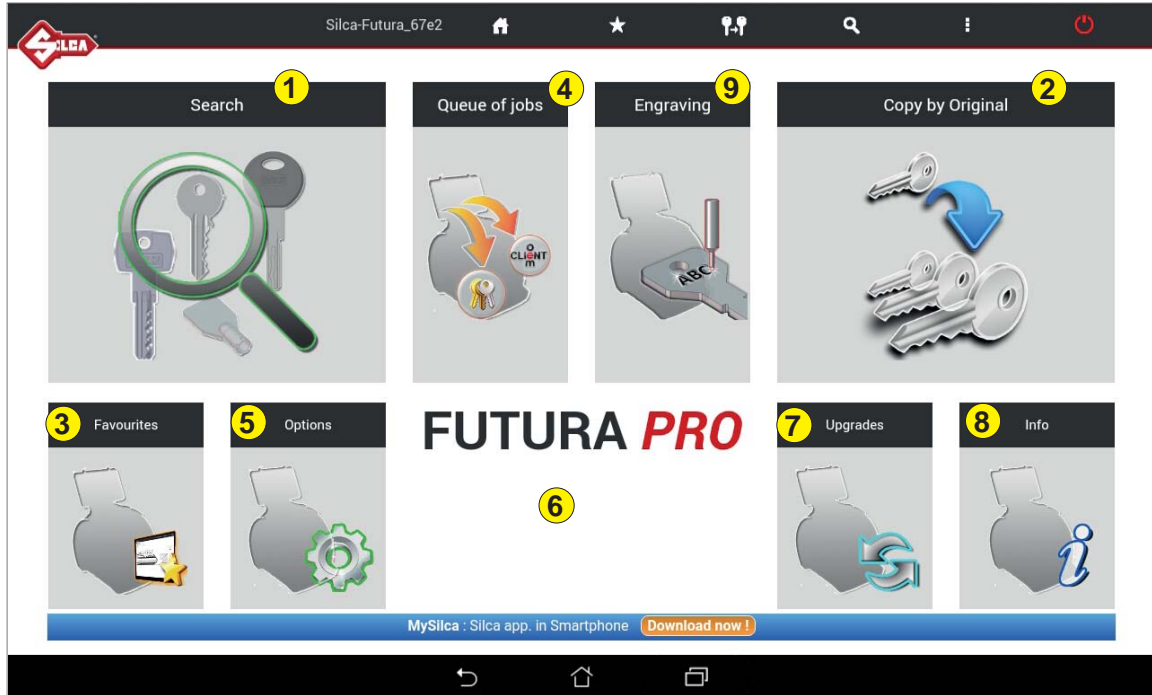 SILCA
Silca-Futura_67e2
1
Search
4
Queue of jobs
9
Engraving
2
Copy by Original
CLIENT
O
m
ABC
3
Favourites
5
Options
FUTURA PRO
6
7
Upgrades
8
Info
i
MySilca : Silca app. in Smartphone Download now !